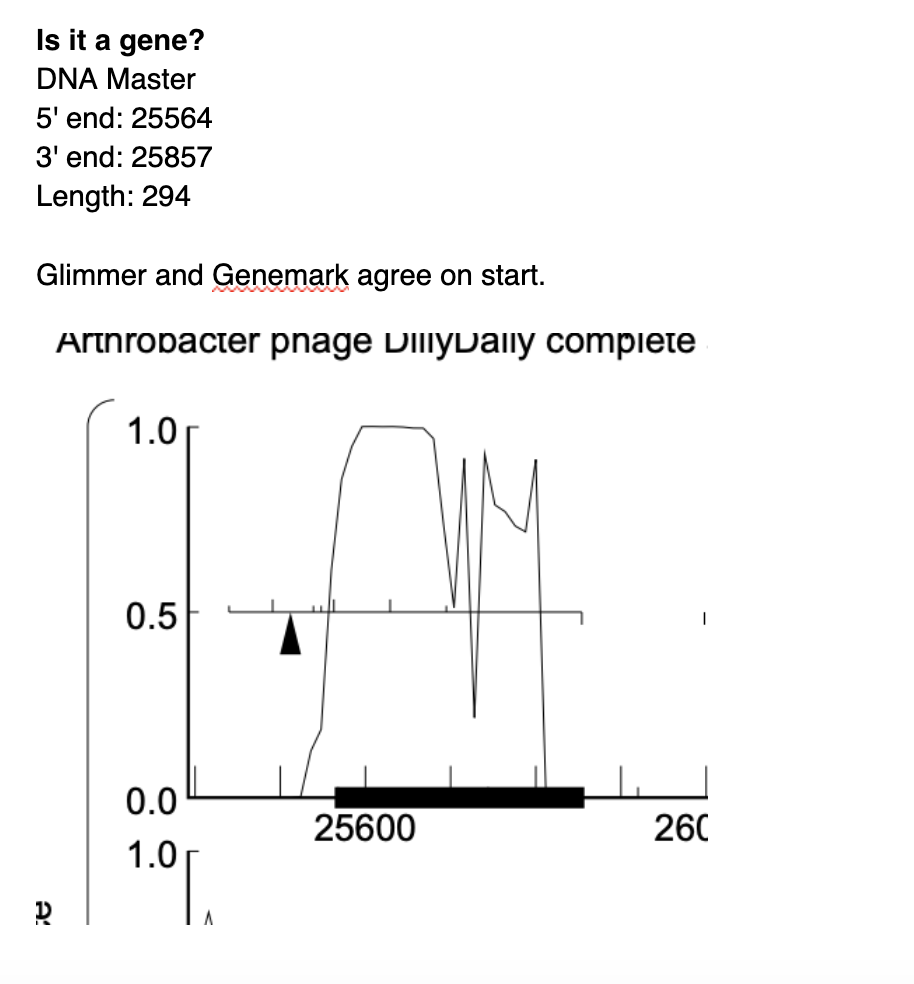 Is it a gene?
DNA Master
5' end: 25564
3' end: 25857
Length: 294
Glimmer and Genemark agree on start.
Arthrobacter phage DillyDally complete
1.0
0.5
0.0
25600
260
1.0